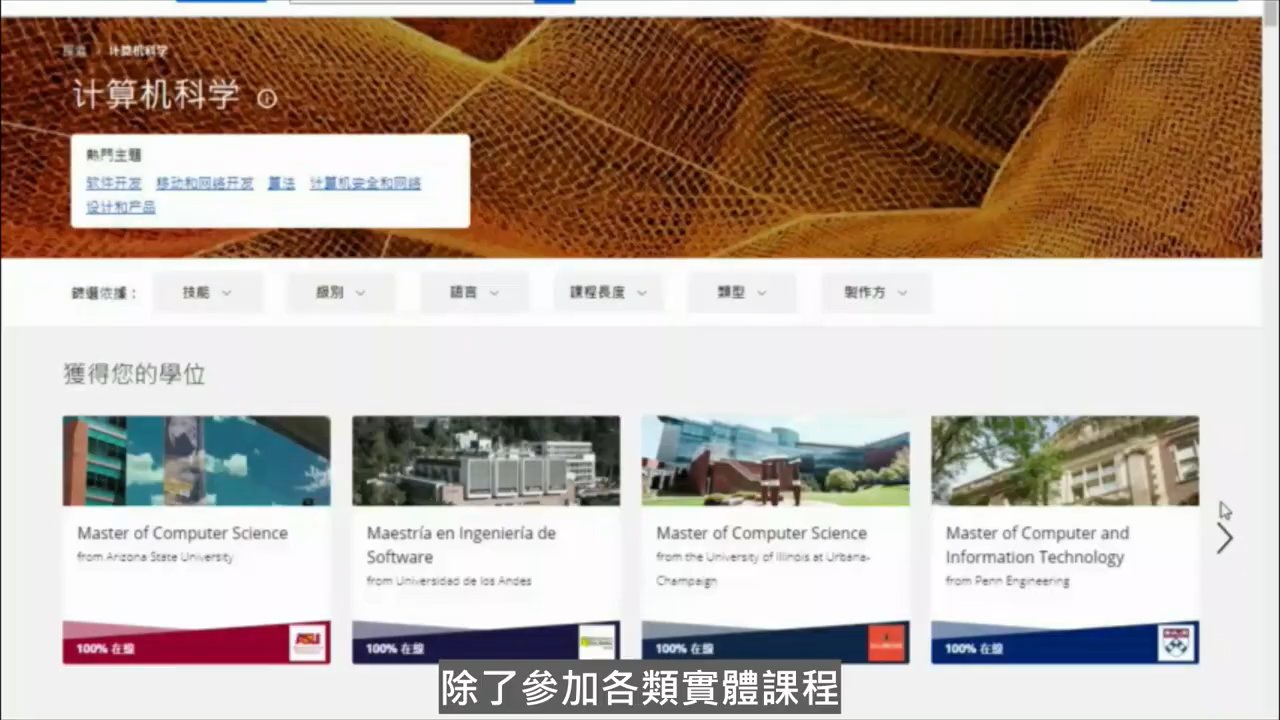 探索 › 计算机科学
计算机科学
熱門主題
软件开发 移动和网络开发 算法 计算机安全和网络
设计和产品
篩選依據： 技能 級別 語言 課程長度 類型 製作方
獲得您的學位
Master of Computer Science
from Arizona State University
100% 在線
ASU
Maestría en Ingeniería de
Software
from Universidad de los Andes
100% 在線
Master of Computer Science
from the University of Illinois at Urbana-
Champaign
100% 在線
Master of Computer and
Information Technology
from Penn Engineering
100% 在線
除了參加各類實體課程